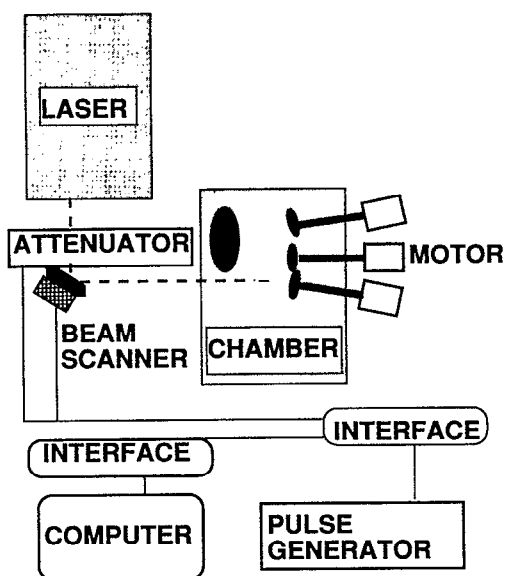 LASER
ATTENUATOR
MOTOR
BEAM
SCANNER
CHAMBER
INTERFACE
INTERFACE
COMPUTER
PULSE
GENERATOR